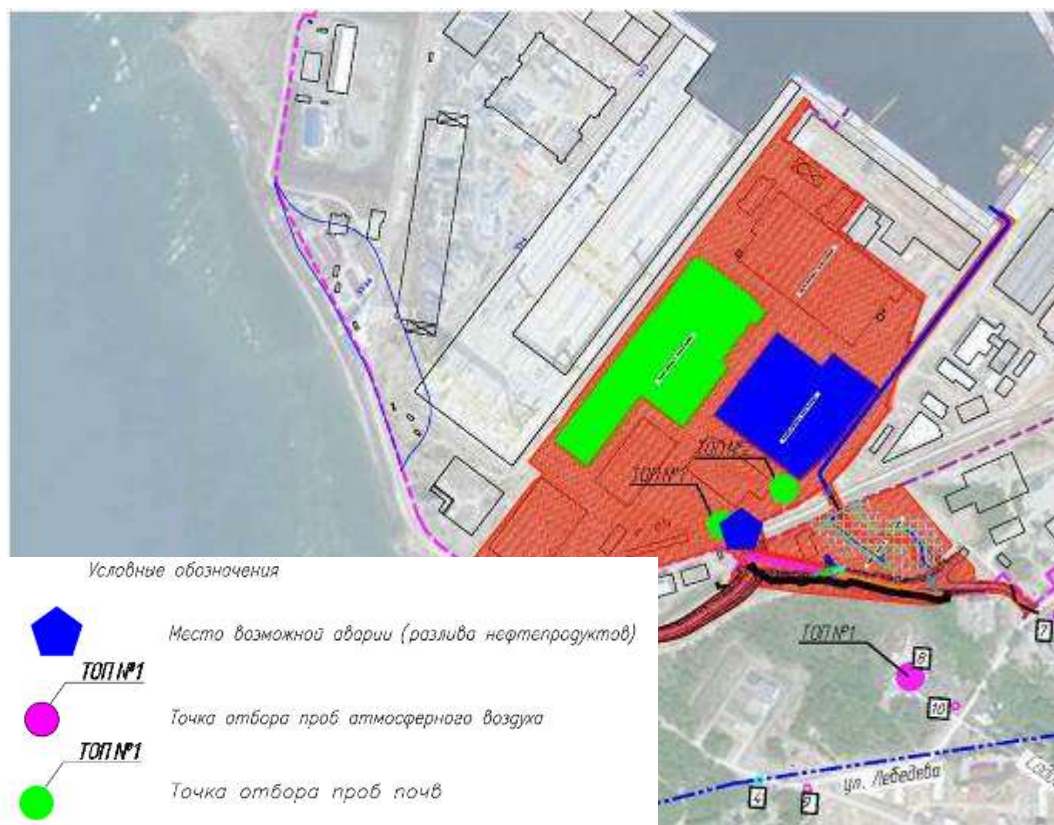 ТОП №2
ТОП №1
ТОП №1
8
7
10
ул. Лебедева
4
9
Условные обозначения
Место возможной аварии (разлива нефтепродуктов)
ТОП №1
Точка отбора проб атмосферного воздуха
ТОП №1
Точка отбора проб почв